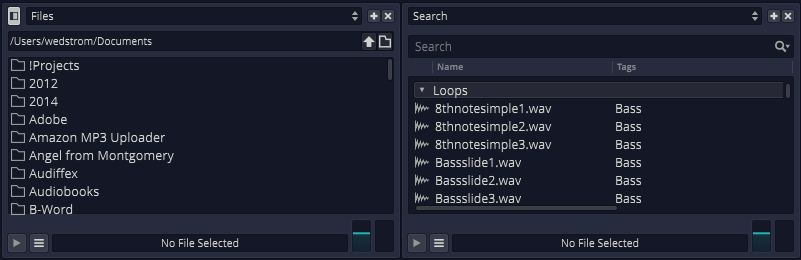 Files
/Users/wedstrom/Documents
!Projects
2012
2014
Adobe
Amazon MP3 Uploader
Angel from Montgomery
Audiffex
Audiobooks
B-Word
No File Selected
Search
Search
Name Tags
Loops
8thnotesimple1.wav Bass
8thnotesimple2.wav Bass
8thnotesimple3.wav Bass
Bassslide1.wav Bass
Bassslide2.wav Bass
Bassslide3.wav Bass
No File Selected